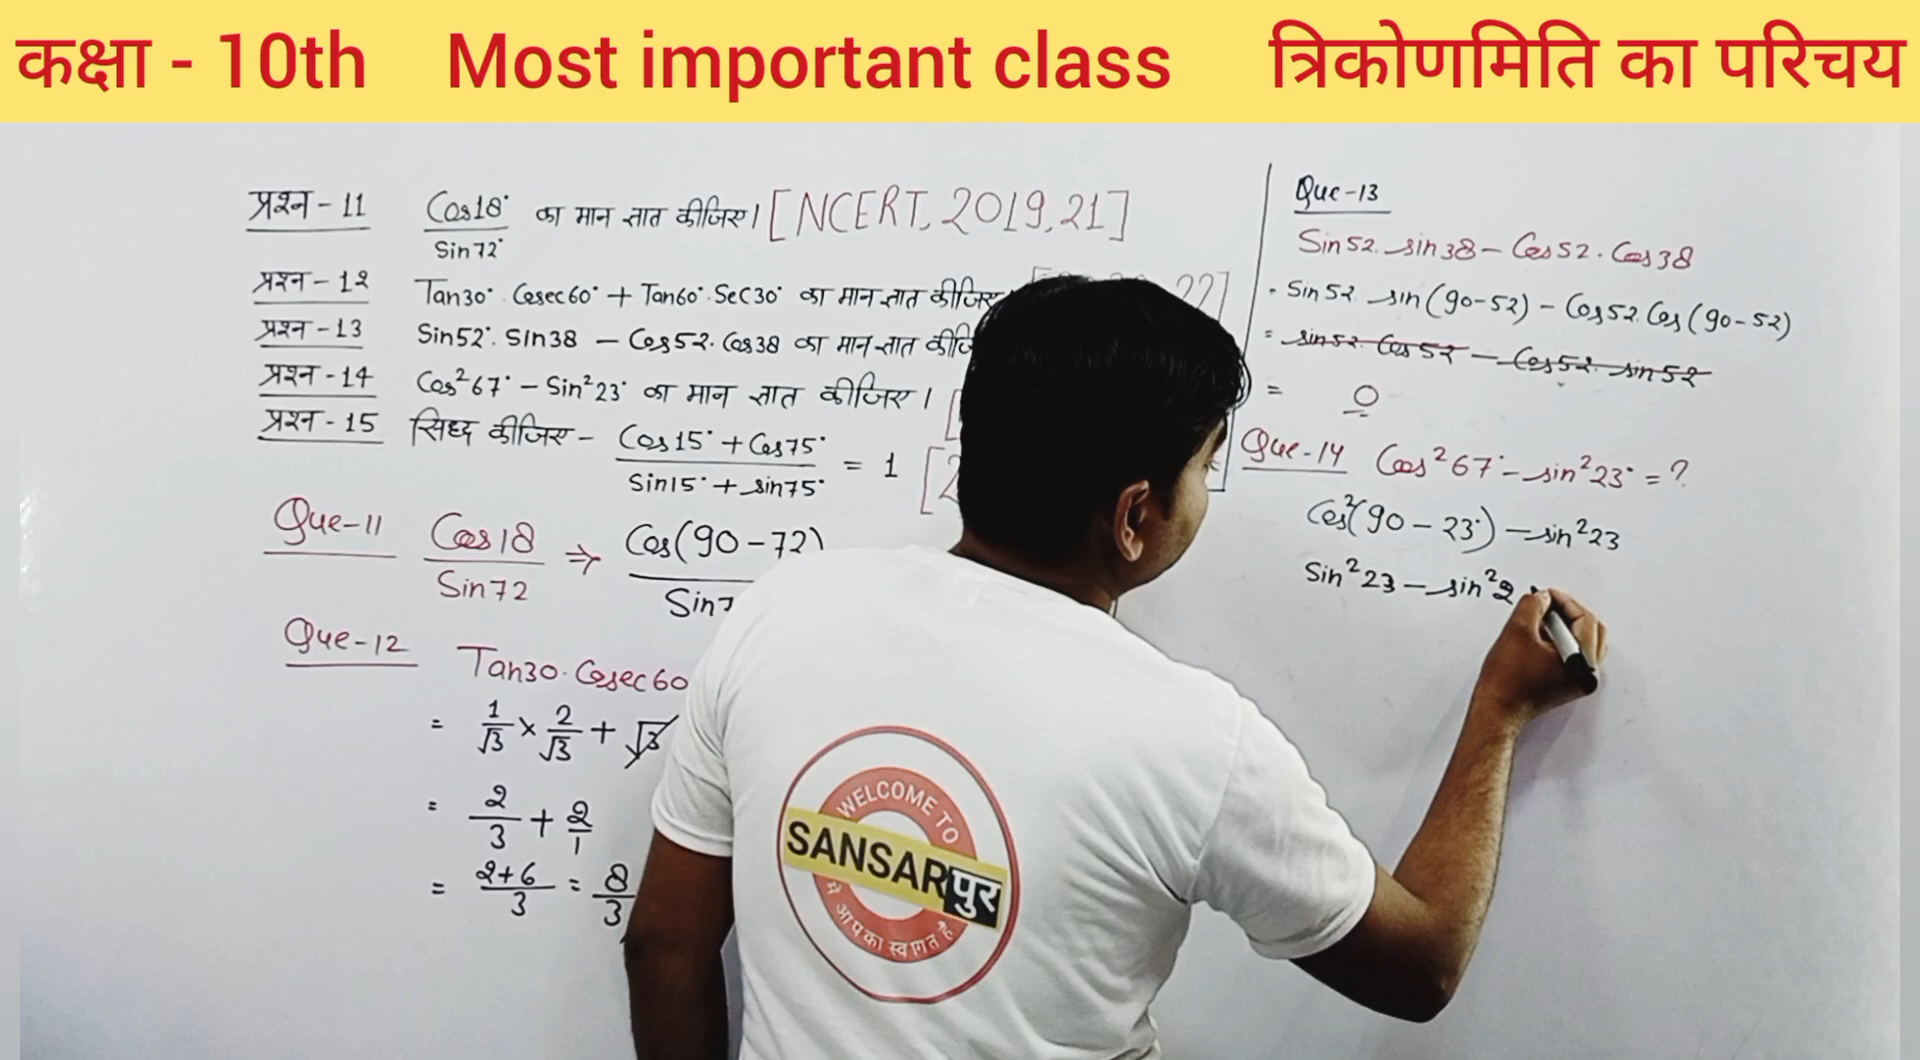 कक्षा - 10th Most important class त्रिकोणमिति का परिचय
प्रश्न - 11 Cos18° / Sin72° का मान ज्ञात कीजिए। [NCERT, 2019, 21]
प्रश्न - 12 Tan30° . Cosec60° + Tan60° . Sec30° का मान ज्ञात कीजिए 22]
प्रश्न - 13 Sin52° . Sin38 — Cos52 . Cos38 का मान ज्ञात
प्रश्न - 14 Cos²67° – Sin²23° का मान ज्ञात कीजिए।
प्रश्न - 15 सिध्द कीजिए – Cos15° + Cos75° / Sin15° + sin75° = 1
Que-11 Cos18 / Sin72 ⇒ Cos(90–72)
Que-12 Tan30 . Cosec60
= 1/√3 × 2/√3 + √3
= 2/3 + 2/1
= 2+6/3 = 8/3
Que-13
Sin52 . sin38 – Cos52 . Cos38
= Sin52 . sin(90–52) – Cos52 . Cos(90–52)
= sin52 . Cos52 – Cos52 . sin52
= 0
Que-14 Cos²67° – sin²23° = ?
Cos²(90 – 23°) – sin²23
Sin²23 – sin²2
WELCOME TO
SANSARपुर
में आपका स्वागत है